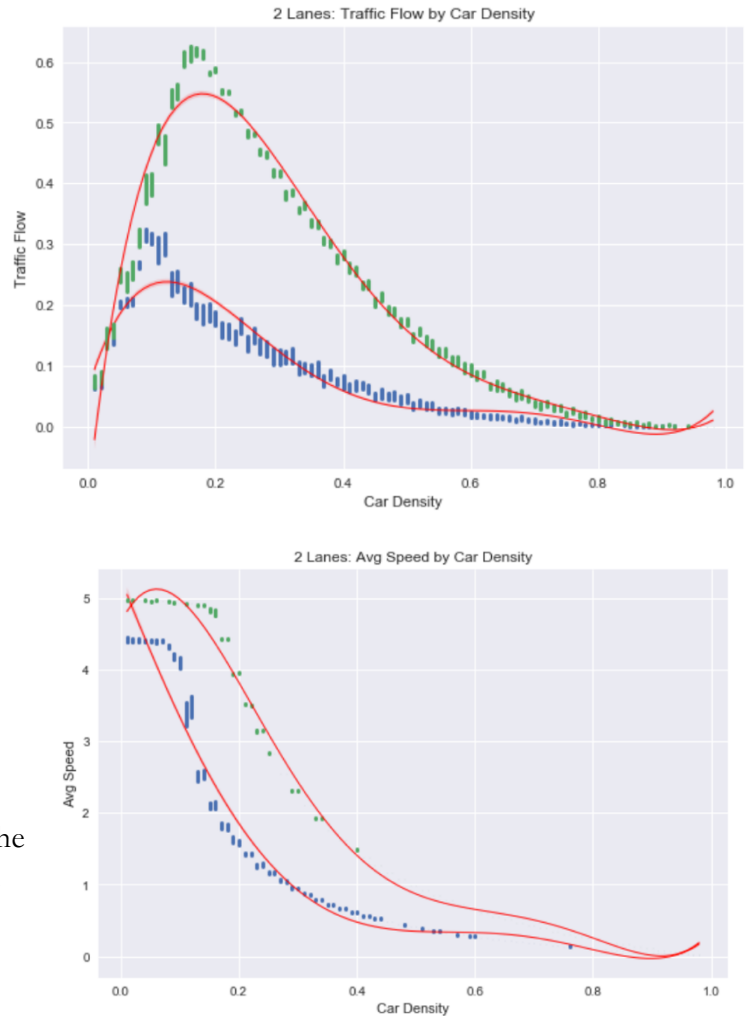 2 Lanes: Traffic Flow by Car Density
0.6
0.5
0.4
0.3
0.2
0.1
0.0
Traffic Flow
0.0 0.2 0.4 0.6 0.8 1.0
Car Density
2 Lanes: Avg Speed by Car Density
5
4
3
2
1
0
Avg Speed
ne
0.0 0.2 0.4 0.6 0.8 1.0
Car Density